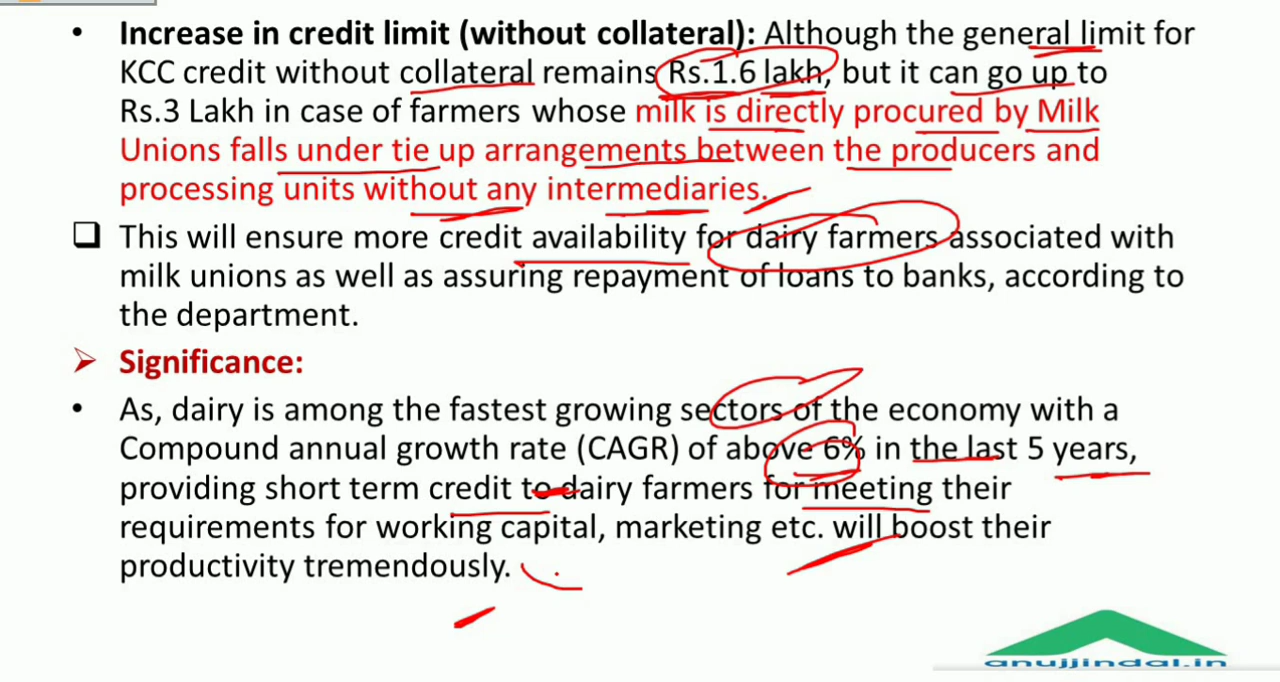 • Increase in credit limit (without collateral): Although the general limit for
KCC credit without collateral remains Rs.1.6 lakh, but it can go up to
Rs.3 Lakh in case of farmers whose milk is directly procured by Milk
Unions falls under tie up arrangements between the producers and
processing units without any intermediaries.
❑ This will ensure more credit availability for dairy farmers associated with
milk unions as well as assuring repayment of loans to banks, according to
the department.
➢ Significance:
• As, dairy is among the fastest growing sectors of the economy with a
Compound annual growth rate (CAGR) of above 6% in the last 5 years,
providing short term credit to dairy farmers for meeting their
requirements for working capital, marketing etc. will boost their
productivity tremendously.
anujjindal.in